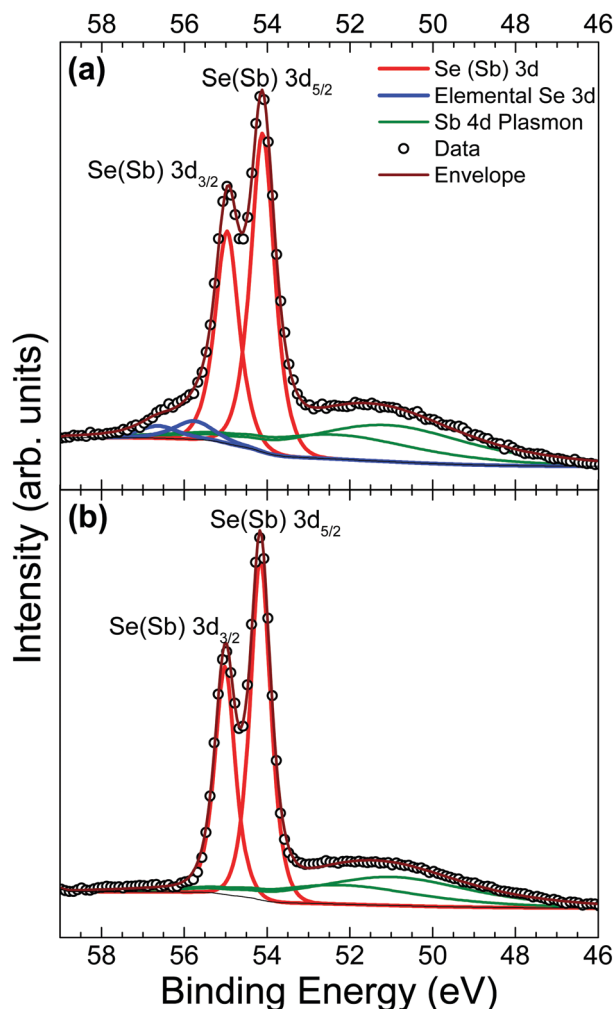 58 56 54 52 50 48 46
(a)
Se(Sb) 3d5/2
Se(Sb) 3d3/2
Se (Sb) 3d
Elemental Se 3d
Sb 4d Plasmon
Data
Envelope
Intensity (arb. units)
(b)
Se(Sb) 3d5/2
Se(Sb) 3d3/2
58 56 54 52 50 48 46
Binding Energy (eV)